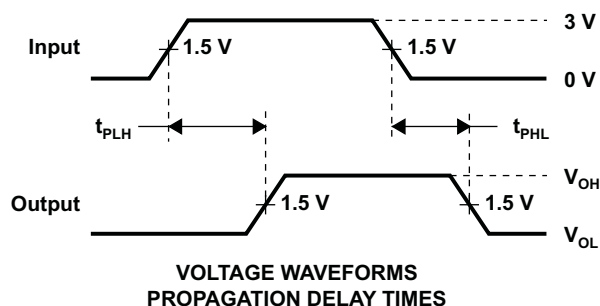 3 V
Input
1.5 V
1.5 V
0 V
tPLH
tPHL
VOH
Output
1.5 V
1.5 V
VOL
VOLTAGE WAVEFORMS
PROPAGATION DELAY TIMES